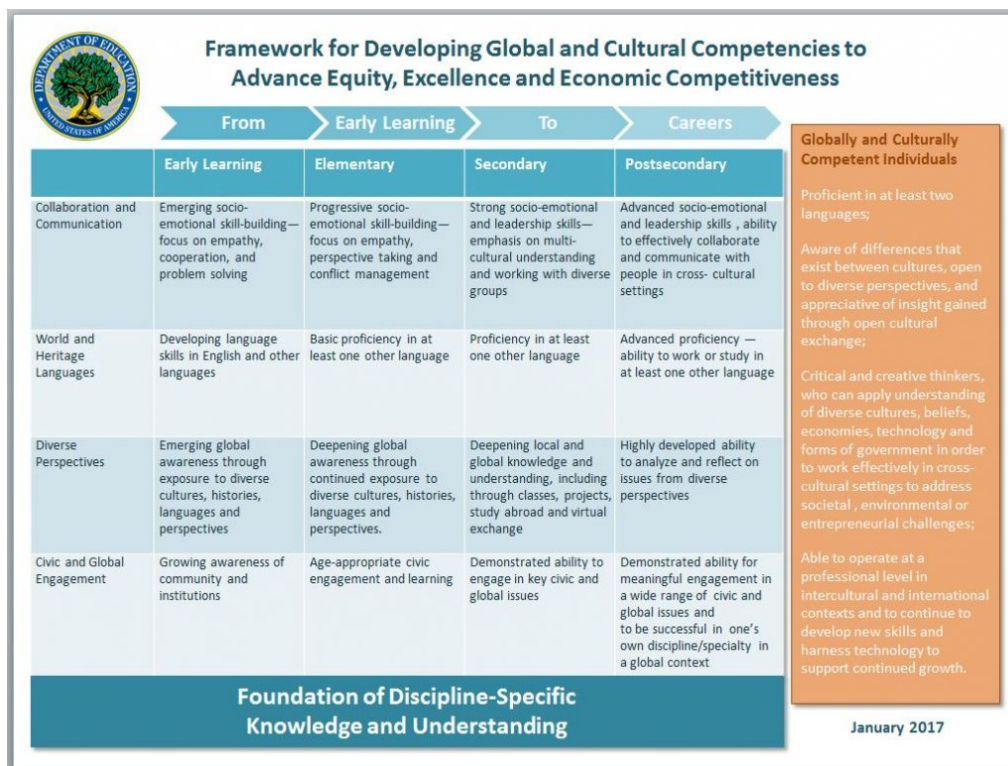 DEPARTMENT OF EDUCATION
UNITED STATES OF AMERICA
Framework for Developing Global and Cultural Competencies to
Advance Equity, Excellence and Economic Competitiveness
From
Early Learning
To
Careers
Early Learning
Elementary
Secondary
Postsecondary
Collaboration and
Communication
Emerging socio-
emotional skill-building—
focus on empathy,
cooperation, and
problem solving
Progressive socio-
emotional skill-building—
focus on empathy,
perspective taking and
conflict management
Strong socio-emotional
and leadership skills—
emphasis on multi-
cultural understanding
and working with diverse
groups
Advanced socio-emotional
and leadership skills , ability
to effectively collaborate
and communicate with
people in cross- cultural
settings
World and
Heritage
Languages
Developing language
skills in English and other
languages
Basic proficiency in at
least one other language
Proficiency in at least
one other language
Advanced proficiency —
ability to work or study in
at least one other language
Diverse
Perspectives
Emerging global
awareness through
exposure to diverse
cultures, histories,
languages and
perspectives
Deepening global
awareness through
continued exposure to
diverse cultures, histories,
languages and
perspectives.
Deepening local and
global knowledge and
understanding, including
through classes, projects,
study abroad and virtual
exchange
Highly developed ability
to analyze and reflect on
issues from diverse
perspectives
Civic and Global
Engagement
Growing awareness of
community and
institutions
Age-appropriate civic
engagement and learning
Demonstrated ability to
engage in key civic and
global issues
Demonstrated ability for
meaningful engagement in
a wide range of civic and
global issues and
to be successful in one's
own discipline/specialty in
a global context
Foundation of Discipline-Specific
Knowledge and Understanding
Globally and Culturally
Competent Individuals
Proficient in at least two
languages;
Aware of differences that
exist between cultures, open
to diverse perspectives, and
appreciative of insight gained
through open cultural
exchange;
Critical and creative thinkers,
who can apply understanding
of diverse cultures, beliefs,
economies, technology and
forms of government in order
to work effectively in cross-
cultural settings to address
societal , environmental or
entrepreneurial challenges;
Able to operate at a
professional level in
intercultural and international
contexts and to continue to
develop new skills and
harness technology to
support continued growth.
January 2017